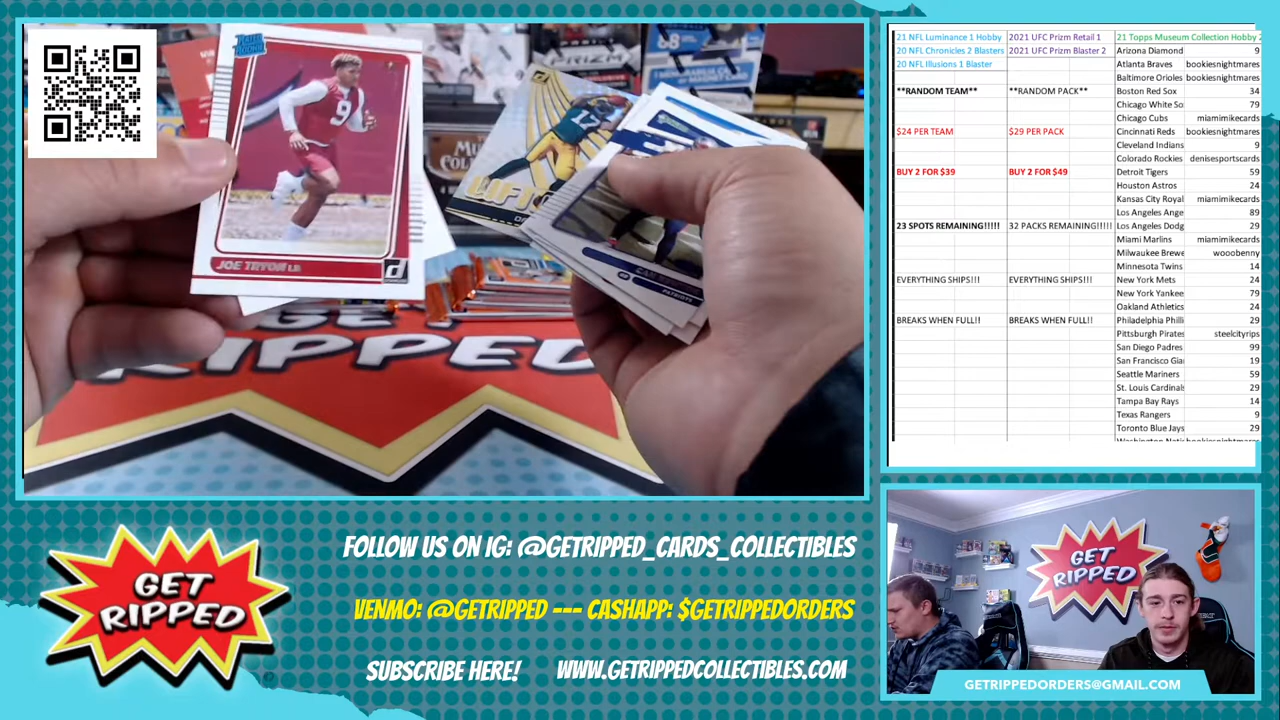 Rated Rookie
JOE TRYON LB
d
PRIZM
LIFT
17
9
PATRIOTS
GET
RIPPED
21 NFL Luminance 1 Hobby 2021 UFC Prizm Retail 1 21 Topps Museum Collection Hobby 2
20 NFL Chronicles 2 Blasters 2021 UFC Prizm Blaster 2 Arizona Diamond 9
20 NFL Illusions 1 Blaster Atlanta Braves bookiesnightmares
Baltimore Orioles bookiesnightmares
**RANDOM TEAM** **RANDOM PACK** Boston Red Sox 34
Chicago White So 79
Chicago Cubs miamimikecards
$24 PER TEAM $29 PER PACK Cincinnati Reds bookiesnightmares
Cleveland Indians 9
Colorado Rockies denisesportscards
BUY 2 FOR $39 BUY 2 FOR $49 Detroit Tigers 59
Houston Astros 24
Kansas City Royal miamimikecards
Los Angeles Ange 89
23 SPOTS REMAINING!!!!! 32 PACKS REMAINING!!!!! Los Angeles Dodg 29
Miami Marlins miamimikecards
Milwaukee Brewe wooobenny
Minnesota Twins 14
EVERYTHING SHIPS!!! EVERYTHING SHIPS!!! New York Mets 24
New York Yankee 79
Oakland Athletics 24
BREAKS WHEN FULL!! BREAKS WHEN FULL!! Philadelphia Philli 29
Pittsburgh Pirates steelcityrips
San Diego Padres 99
San Francisco Gia 19
Seattle Mariners 59
St. Louis Cardinals 29
Tampa Bay Rays 14
Texas Rangers 9
Toronto Blue Jays 29
GET
RIPPED
FOLLOW US ON IG: @GETRIPPED_CARDS_COLLECTIBLES
VENMO: @GETRIPPED --- CASHAPP: $GETRIPPEDORDERS
SUBSCRIBE HERE! WWW.GETRIPPEDCOLLECTIBLES.COM
GET
RIPPED
GETRIPPEDORDERS@GMAIL.COM